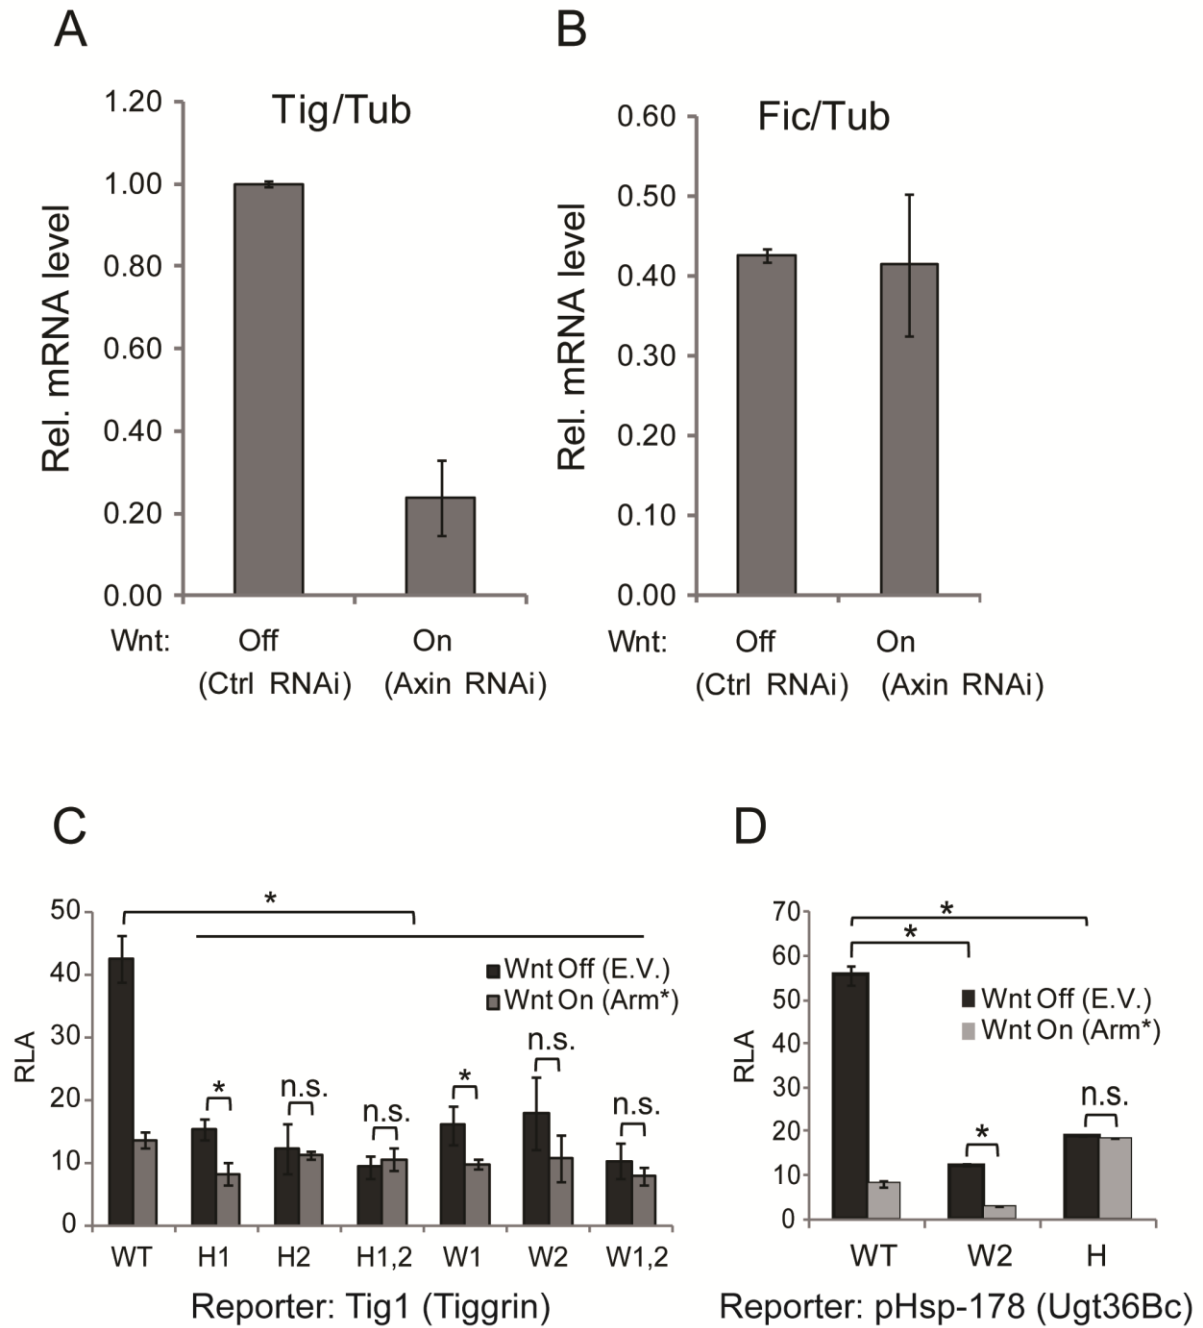 A
Tig/Tub
Rel. mRNA level
1.20
1.00
0.80
0.60
0.40
0.20
0.00
Wnt: Off On
(Ctrl RNAi) (Axin RNAi)
B
Fic/Tub
Rel. mRNA level
0.60
0.50
0.40
0.30
0.20
0.10
0.00
Wnt: Off On
(Ctrl RNAi) (Axin RNAi)
C
*
50
40
30
20
10
0
RLA
Wnt Off (E.V.)
Wnt On (Arm*)
* n.s. n.s. * n.s. n.s.
WT H1 H2 H1,2 W1 W2 W1,2
Reporter: Tig1 (Tiggrin)
D
*
*
70
60
50
40
30
20
10
0
RLA
Wnt Off (E.V.)
Wnt On (Arm*)
* n.s.
WT W2 H
Reporter: pHsp-178 (Ugt36Bc)